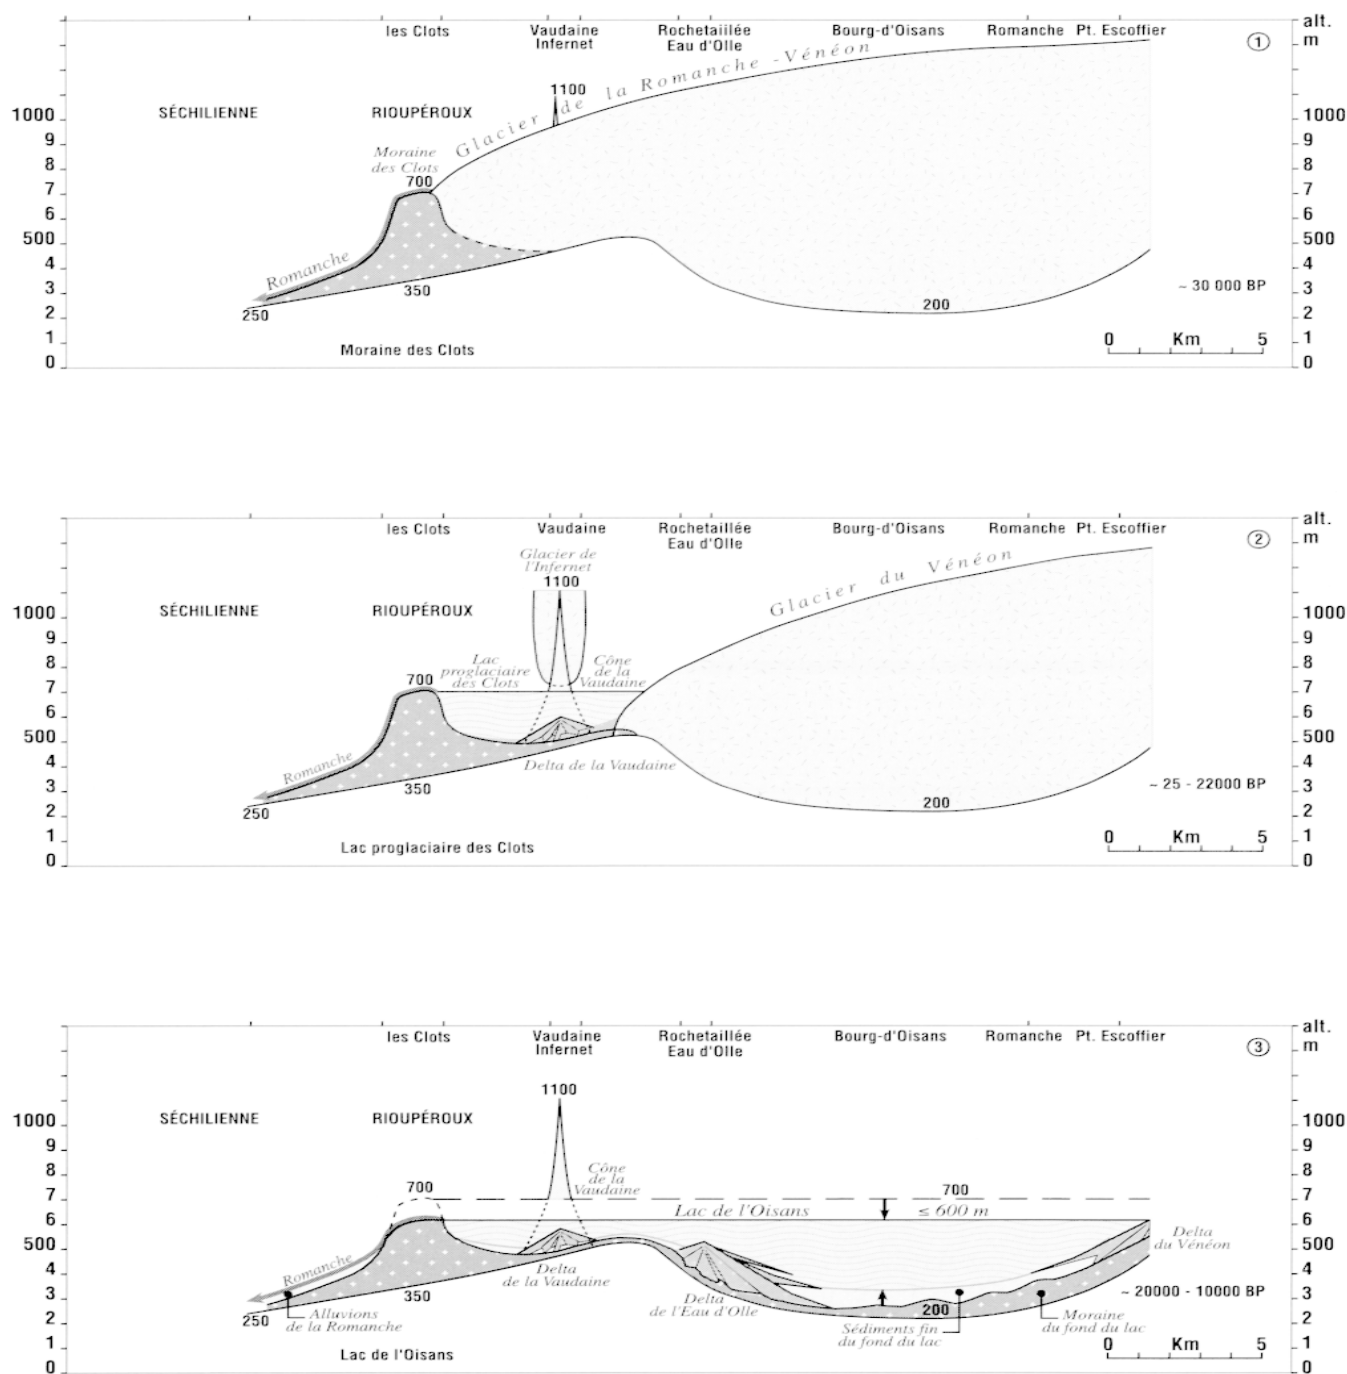 les Clots
Vaudaine
Infernet
Rochetaiilée
Eau d'Olle
Bourg-d'Oisans
Romanche
Pt. Escoffier
alt.
m
1
Glacier de la Romanche -Vénéon
1100
SÉCHILIENNE
RIOUPÉROUX
Moraine
des Clots
700
Romanche
350
250
200
~ 30 000 BP
Moraine des Clots
0 Km 5
1000
9
8
7
6
500
4
3
2
1
0
1000
9
8
7
6
500
4
3
2
1
0
les Clots
Vaudaine
Rochetaillée
Eau d'Olle
Bourg-d'Oisans
Romanche
Pt. Escoffier
alt.
m
2
Glacier de
l'Infernet
1100
Glacier du Vénéon
SÉCHILIENNE
RIOUPÉROUX
Lac
proglaciaire
des Clots
Cône
de la
Vaudaine
700
Romanche
Delta de la Vaudaine
350
250
200
~ 25 - 22000 BP
Lac proglaciaire des Clots
0 Km 5
1000
9
8
7
6
500
4
3
2
1
0
1000
9
8
7
6
500
4
3
2
1
0
les Clots
Vaudaine
Infernet
Rochetaillée
Eau d'Olle
Bourg-d'Oisans
Romanche
Pt. Escoffier
alt.
m
3
1100
SÉCHILIENNE
RIOUPÉROUX
Cône
de la
Vaudaine
700
700
Lac de l'Oisans
≤ 600 m
Delta
du Vénéon
Romanche
Delta
de la Vaudaine
Delta
de l'Eau d'Olle
350
250
200
~ 20000 - 10000 BP
Alluvions
de la Romanche
Sédiments fin
du fond du lac
Moraine
du fond du lac
Lac de l'Oisans
0 Km 5
1000
9
8
7
6
500
4
3
2
1
0
1000
9
8
7
6
500
4
3
2
1
0